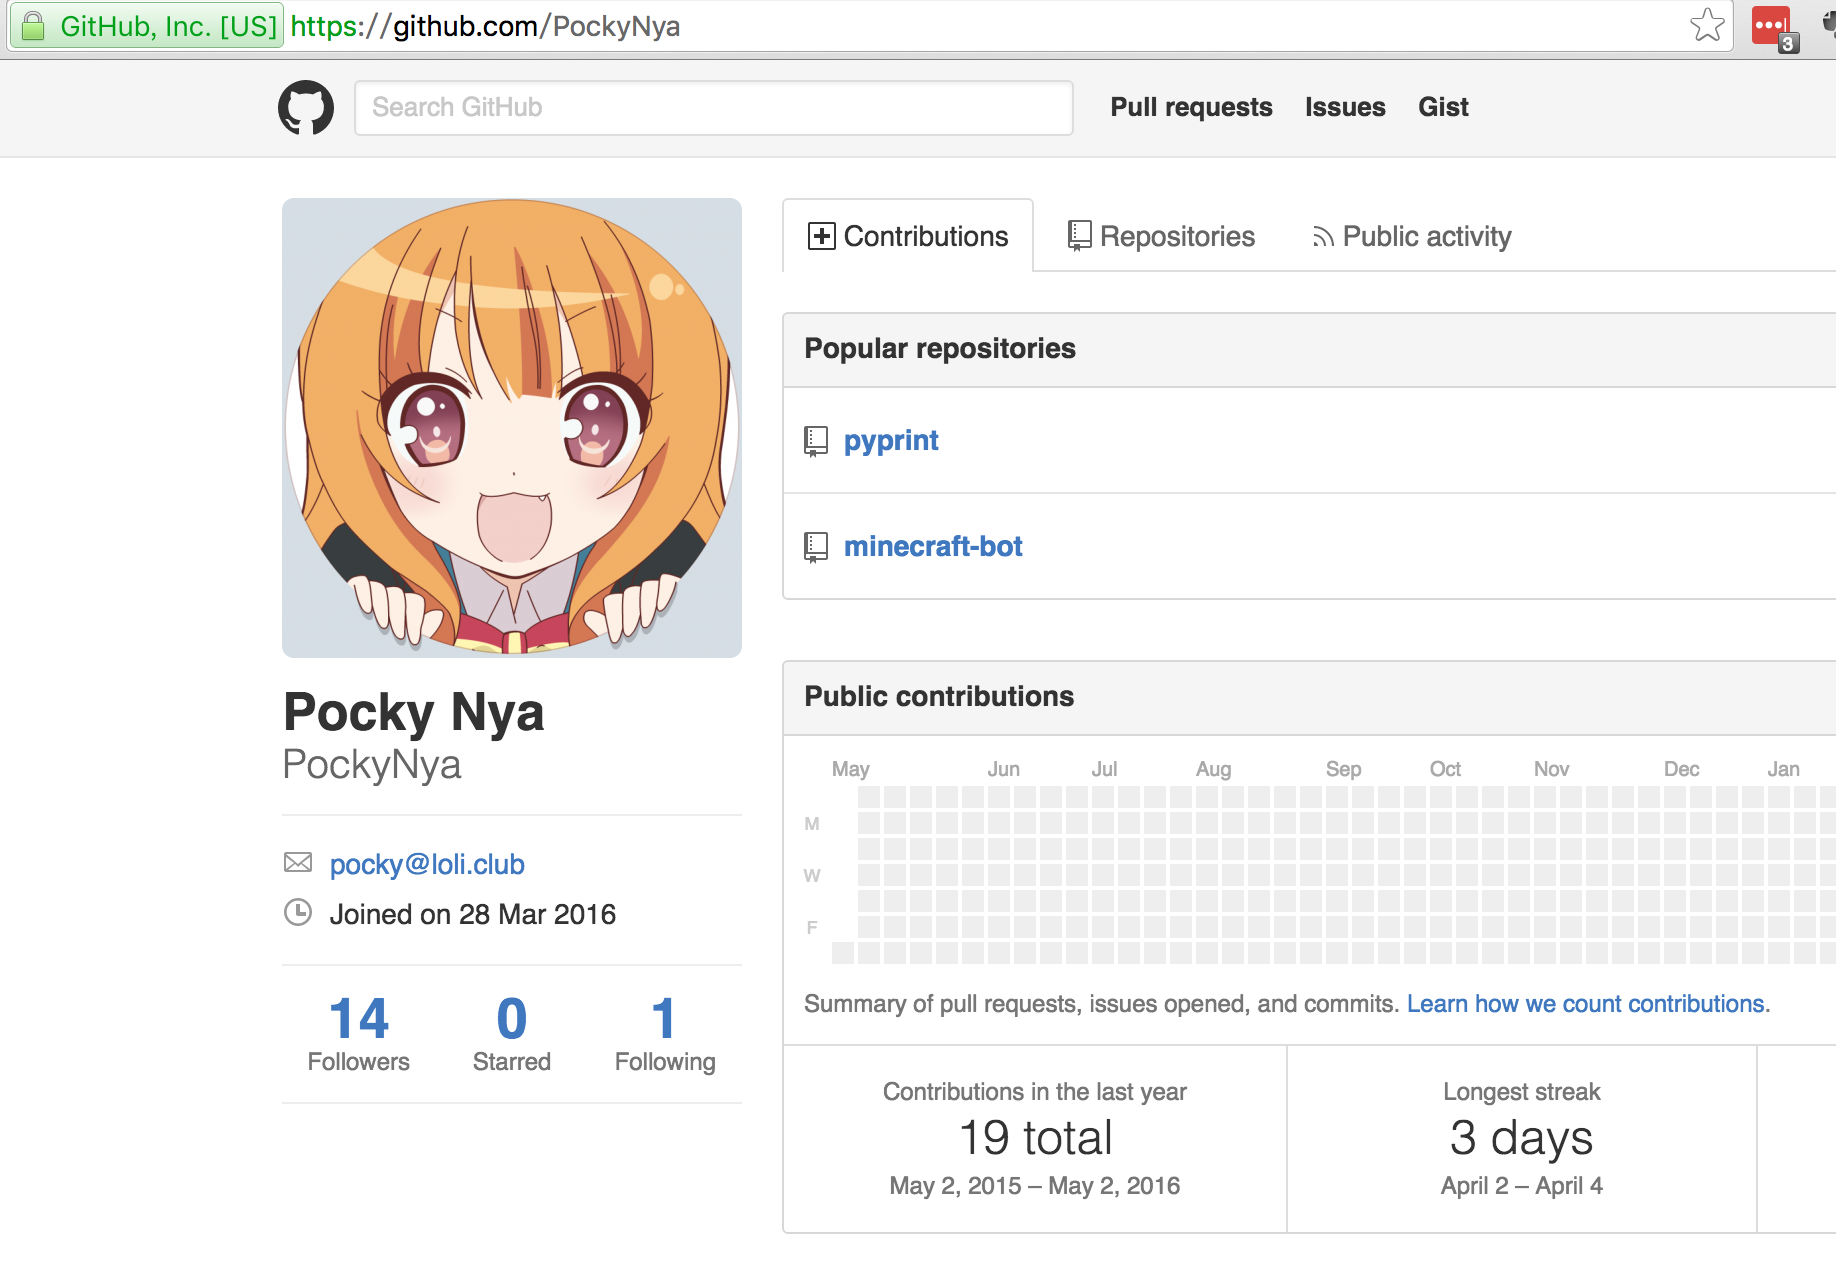 GitHub, Inc. [US] https://github.com/PockyNya
3
Search GitHub
Pull requests Issues Gist
Contributions Repositories Public activity
Popular repositories
pyprint
minecraft-bot
Pocky Nya
PockyNya
pocky@loli.club
Joined on 28 Mar 2016
14 0 1
Followers Starred Following
Public contributions
May Jun Jul Aug Sep Oct Nov Dec Jan
M
W
F
Summary of pull requests, issues opened, and commits. Learn how we count contributions.
Contributions in the last year
19 total
May 2, 2015 – May 2, 2016
Longest streak
3 days
April 2 – April 4